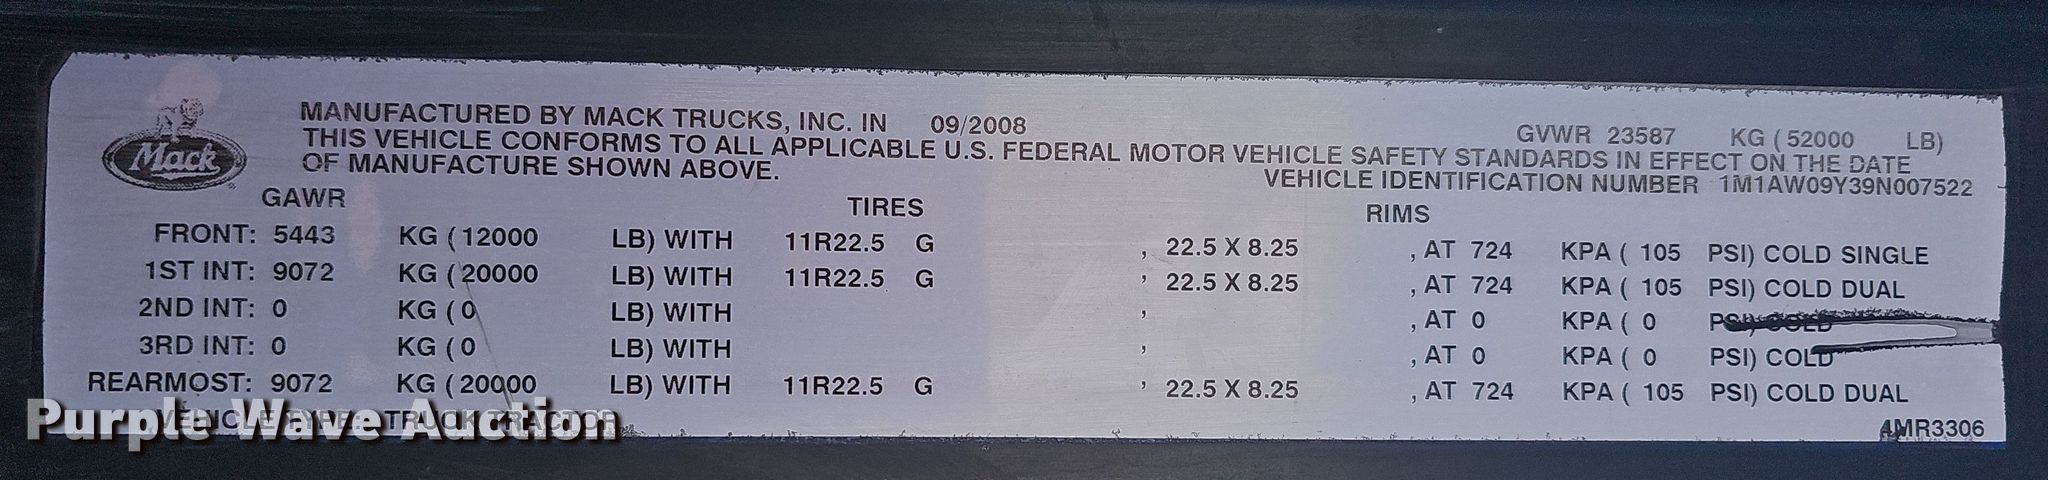 MANUFACTURED BY MACK TRUCKS, INC. IN 09/2008 GVWR 23587 KG (52000 LB)
THIS VEHICLE CONFORMS TO ALL APPLICABLE U.S. FEDERAL MOTOR VEHICLE SAFETY STANDARDS IN EFFECT ON THE DATE
OF MANUFACTURE SHOWN ABOVE. VEHICLE IDENTIFICATION NUMBER 1M1AW09Y39N007522
Mack
GAWR TIRES RIMS
FRONT: 5443 KG (12000 LB) WITH 11R22.5 G , 22.5 X 8.25 , AT 724 KPA ( 105 PSI) COLD SINGLE
1ST INT: 9072 KG (20000 LB) WITH 11R22.5 G , 22.5 X 8.25 , AT 724 KPA ( 105 PSI) COLD DUAL
2ND INT: 0 KG (0 LB) WITH , , AT 0 KPA ( 0 PSI) COLD
3RD INT: 0 KG (0 LB) WITH , , AT 0 KPA ( 0 PSI) COLD
REARMOST: 9072 KG (20000 LB) WITH 11R22.5 G , 22.5 X 8.25 , AT 724 KPA ( 105 PSI) COLD DUAL
VEHICLE TYPE: TRUCK TRACTOR
4MR3306
Purple Wave Auction